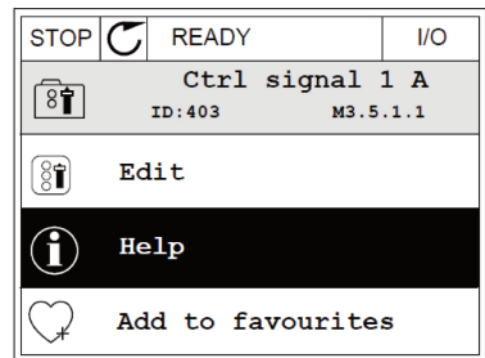 STOP READY I/O
Ctrl signal 1 A
ID:403 M3.5.1.1
Edit
Help
Add to favourites